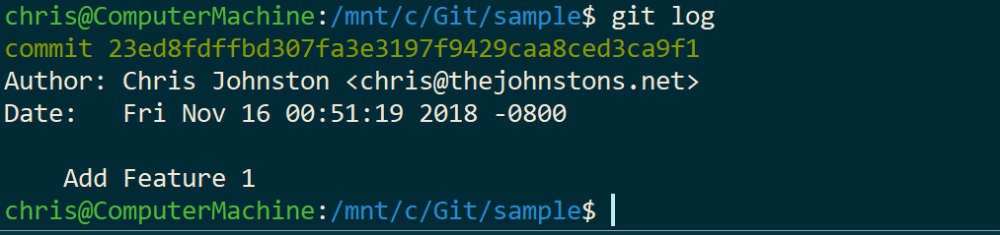 chris@ComputerMachine:/mnt/c/Git/sample$ git log
commit 23ed8fdffbd307fa3e3197f9429caa8ced3ca9f1
Author: Chris Johnston <chris@thejohnstons.net>
Date:   Fri Nov 16 00:51:19 2018 -0800

    Add Feature 1
chris@ComputerMachine:/mnt/c/Git/sample$